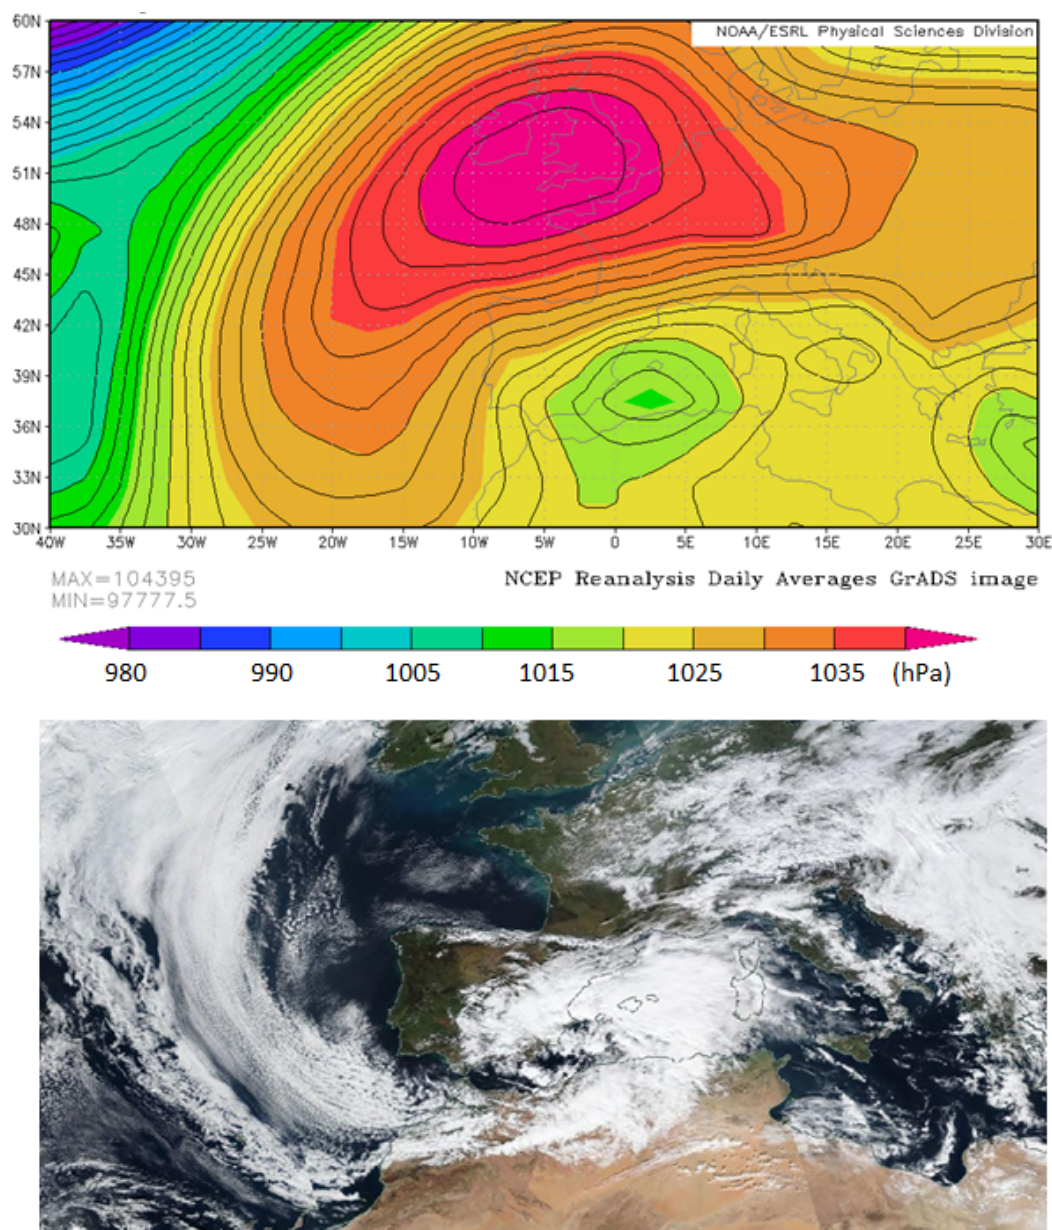 60N
NOAA/ESRL Physical Sciences Division
57N
54N
51N
50N
48N
45N
42N
39N
36N
33N
30N
40W 35W 30W 25W 20W 15W 10W 5W 0 5E 10E 15E 20E 25E 30E
MAX=104395
MIN=97777.5
NCEP Reanalysis Daily Averages GrADS image
980 990 1005 1015 1025 1035 (hPa)